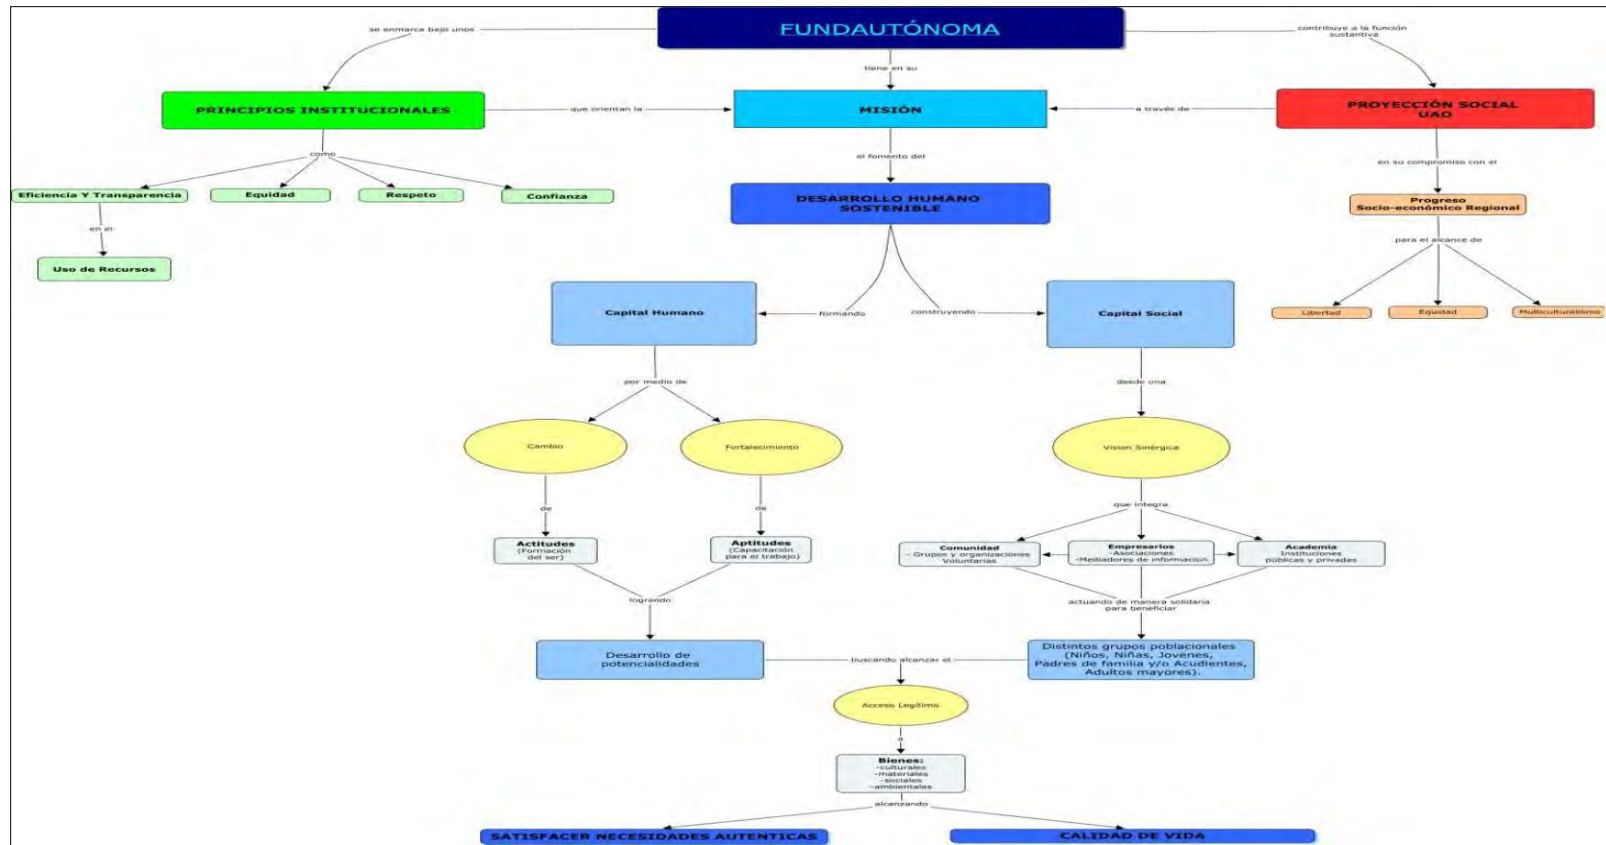 FUNDAUTÓNOMA
se enmarca bajo unos
contribuye a la función
sustantiva
tiene en su
PRINCIPIOS INSTITUCIONALES
que orientan la
MISIÓN
a través de
PROYECCIÓN SOCIAL
UAO
como
el fomento del
en su compromiso con el
Eficiencia Y Transparencia
Equidad
Respeto
Confianza
DESARROLLO HUMANO
SOSTENIBLE
Progreso
Socio-económico Regional
en el
para el alcance de
Uso de Recursos
Capital Humano
formando
construyendo
Capital Social
Libertad
Equidad
Multiculturalismo
por medio de
desde una
Cambio
Fortalecimiento
Vision Sinérgica
de
de
que integra
Actitudes
(Formación
del ser)
Aptitudes
(Capacitación
para el trabajo)
Comunidad
- Grupos y organizaciones
Voluntarias
Empresarios
-Asociaciones
-Mediadores de informacion
Academia
Instituciones
públicas y privadas
logrando
actuando de manera solidaria
para beneficiar
Desarrollo de
potencialidades
buscando alcanzar el
Distintos grupos poblacionales
(Niños, Niñas, Jovenes,
Padres de familia y/o Acudientes,
Adultos mayores).
Acceso Legítimo
a
Bienes:
-culturales
-materiales
-sociales
-ambientales
alcanzando
SATISFACER NECESIDADES AUTENTICAS
CALIDAD DE VIDA